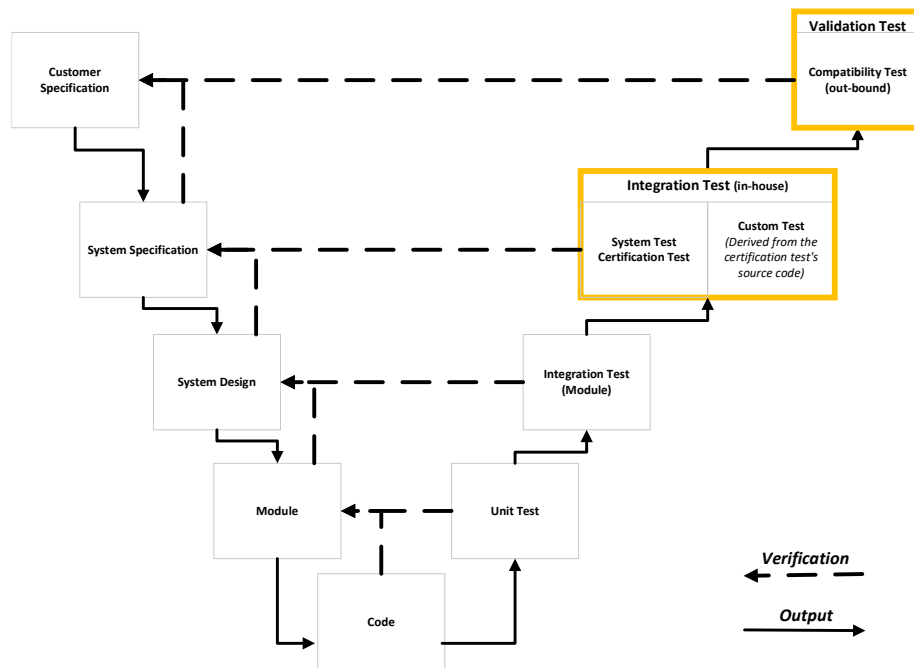 Validation Test
Customer
Specification
Compatibility Test
(out-bound)
Integration Test (in-house)
System Specification
System Test
Certification Test
Custom Test
(Derived from the
certification test's
source code)
System Design
Integration Test
(Module)
Module
Unit Test
Code
Verification
Output